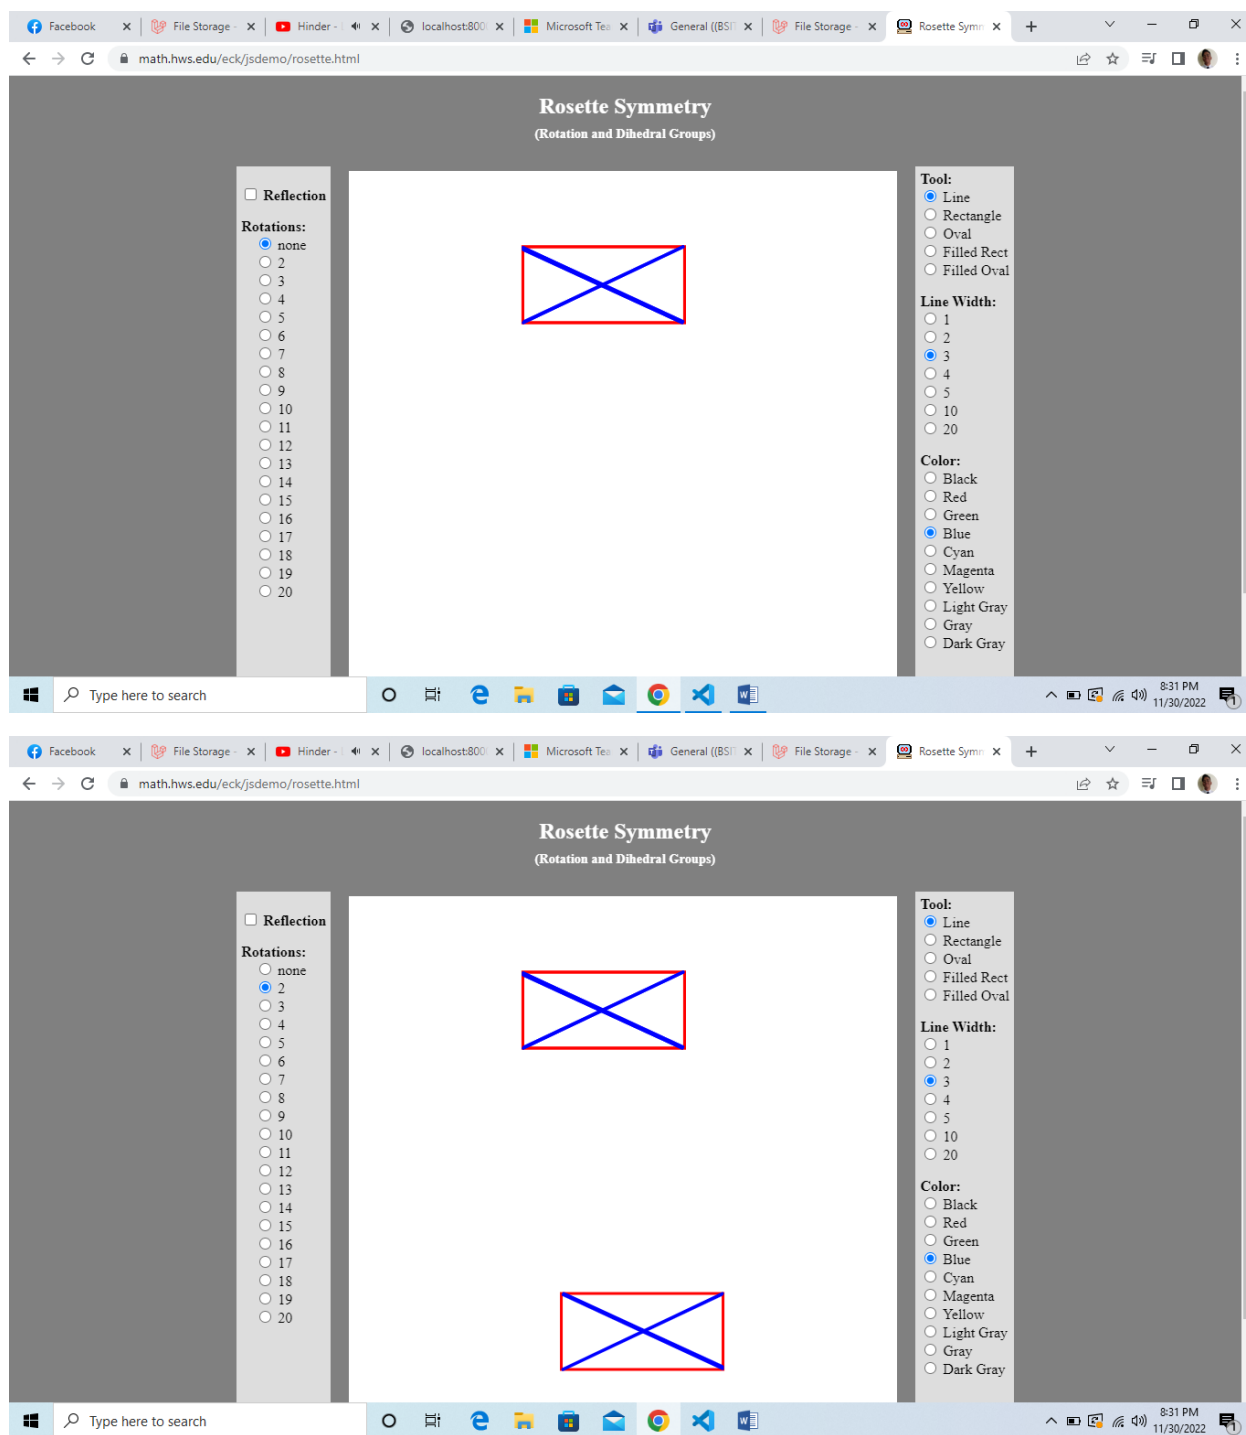 Facebook File Storage - Hinder - localhost:800 Microsoft Tea General ((BSI File Storage - Rosette Symn
math.hws.edu/eck/jsdemo/rosette.html
Rosette Symmetry
(Rotation and Dihedral Groups)
Reflection
Rotations:
none
2
3
4
5
6
7
8
9
10
11
12
13
14
15
16
17
18
19
20
Tool:
Line
Rectangle
Oval
Filled Rect
Filled Oval
Line Width:
1
2
3
4
5
10
20
Color:
Black
Red
Green
Blue
Cyan
Magenta
Yellow
Light Gray
Gray
Dark Gray
Type here to search
8:31 PM
11/30/2022
Facebook File Storage - Hinder - localhost:800 Microsoft Tea General ((BSI File Storage - Rosette Symn
math.hws.edu/eck/jsdemo/rosette.html
Rosette Symmetry
(Rotation and Dihedral Groups)
Reflection
Rotations:
none
2
3
4
5
6
7
8
9
10
11
12
13
14
15
16
17
18
19
20
Tool:
Line
Rectangle
Oval
Filled Rect
Filled Oval
Line Width:
1
2
3
4
5
10
20
Color:
Black
Red
Green
Blue
Cyan
Magenta
Yellow
Light Gray
Gray
Dark Gray
Type here to search
8:31 PM
11/30/2022